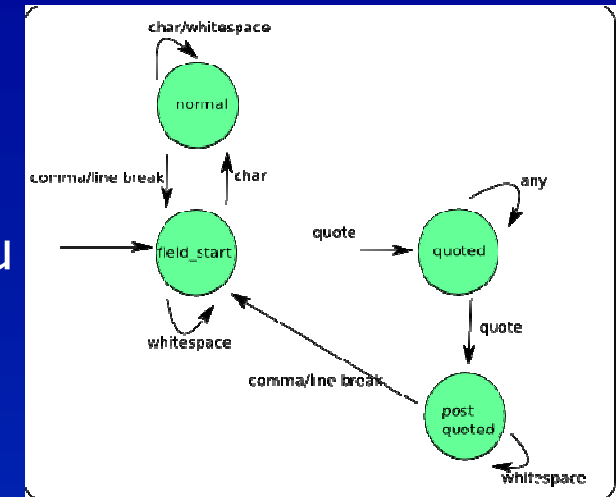 char/whitespace
normal
comma/line break
char
u
field_start
whitespace
quote
quoted
any
quote
comma/line break
post
quoted
whitespace